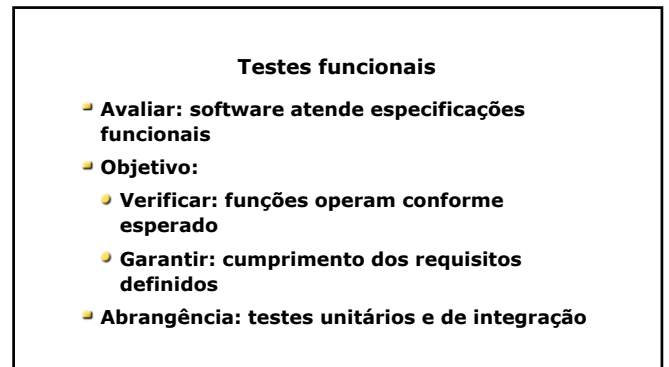 Testes funcionais
Avaliar: software atende especificações
funcionais
Objetivo:
Verificar: funções operam conforme
esperado
Garantir: cumprimento dos requisitos
definidos
Abrangência: testes unitários e de integração